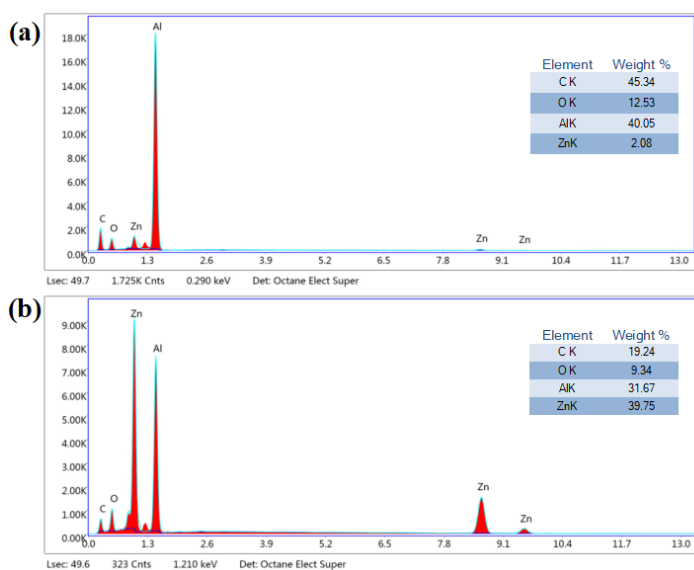 (a)
Al
18.0K
16.0K
14.0K
12.0K
10.0K
8.0K
6.0K
4.0K
2.0K
0.0K
C
O
Zn
Zn
Zn
Element Weight %
C K 45.34
O K 12.53
AlK 40.05
ZnK 2.08
0.0 1.3 2.6 3.9 5.2 6.5 7.8 9.1 10.4 11.7 13.0
Lsec: 49.7 1.725K Cnts 0.290 keV Det: Octane Elect Super
(b)
Zn
Al
9.00K
8.00K
7.00K
6.00K
5.00K
4.00K
3.00K
2.00K
1.00K
0.00K
C
O
Zn
Zn
Element Weight %
C K 19.24
O K 9.34
AlK 31.67
ZnK 39.75
0.0 1.3 2.6 3.9 5.2 6.5 7.8 9.1 10.4 11.7 13.0
Lsec: 49.6 323 Cnts 1.210 keV Det: Octane Elect Super